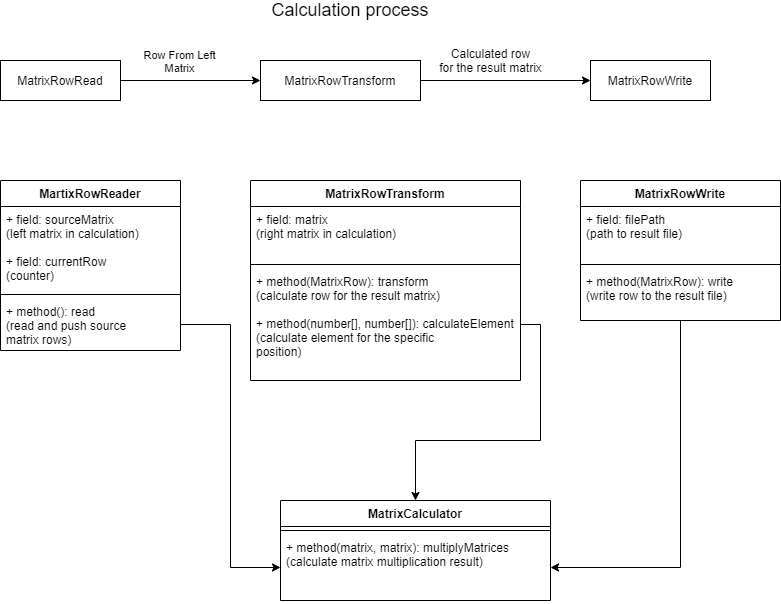 Calculation process
Row From Left
Matrix
Calculated row
for the result matrix
MatrixRowRead
MatrixRowTransform
MatrixRowWrite
MartixRowReader
+ field: sourceMatrix
(left matrix in calculation)
+ field: currentRow
(counter)
+ method(): read
(read and push source
matrix rows)
MatrixRowTransform
+ field: matrix
(right matrix in calculation)
+ method(MatrixRow): transform
(calculate row for the result matrix)
+ method(number[], number[]): calculateElement
(calculate element for the specific
position)
MatrixRowWrite
+ field: filePath
(path to result file)
+ method(MatrixRow): write
(write row to the result file)
MatrixCalculator
+ method(matrix, matrix): multiplyMatrices
(calculate matrix multiplication result)